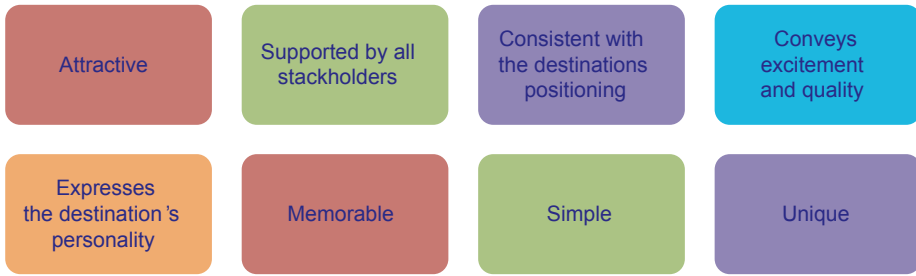 Attractive
Supported by all
stackholders
Consistent with
the destinations
positioning
Conveys
excitement
and quality
Expresses
the destination's
personality
Memorable
Simple
Unique